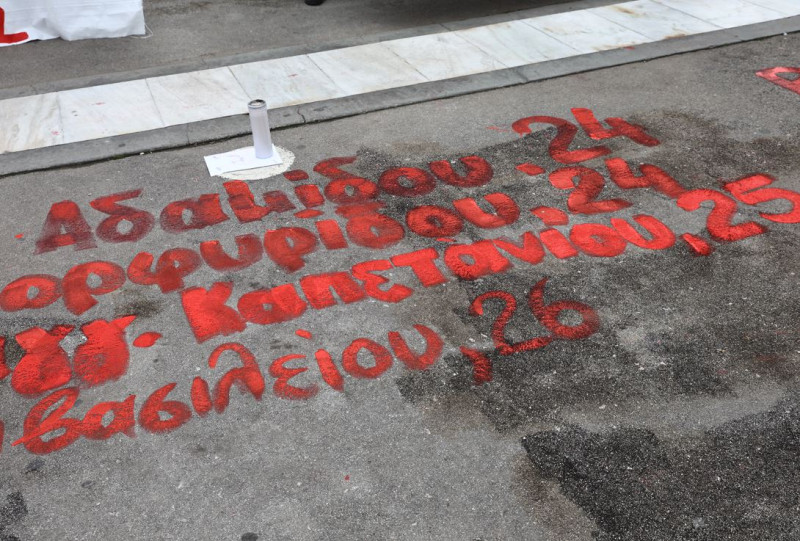 Α. Αδαμίδου. 24
ορφυρίδου. 24
Καπετανίου, 25
βασιλείου, 26